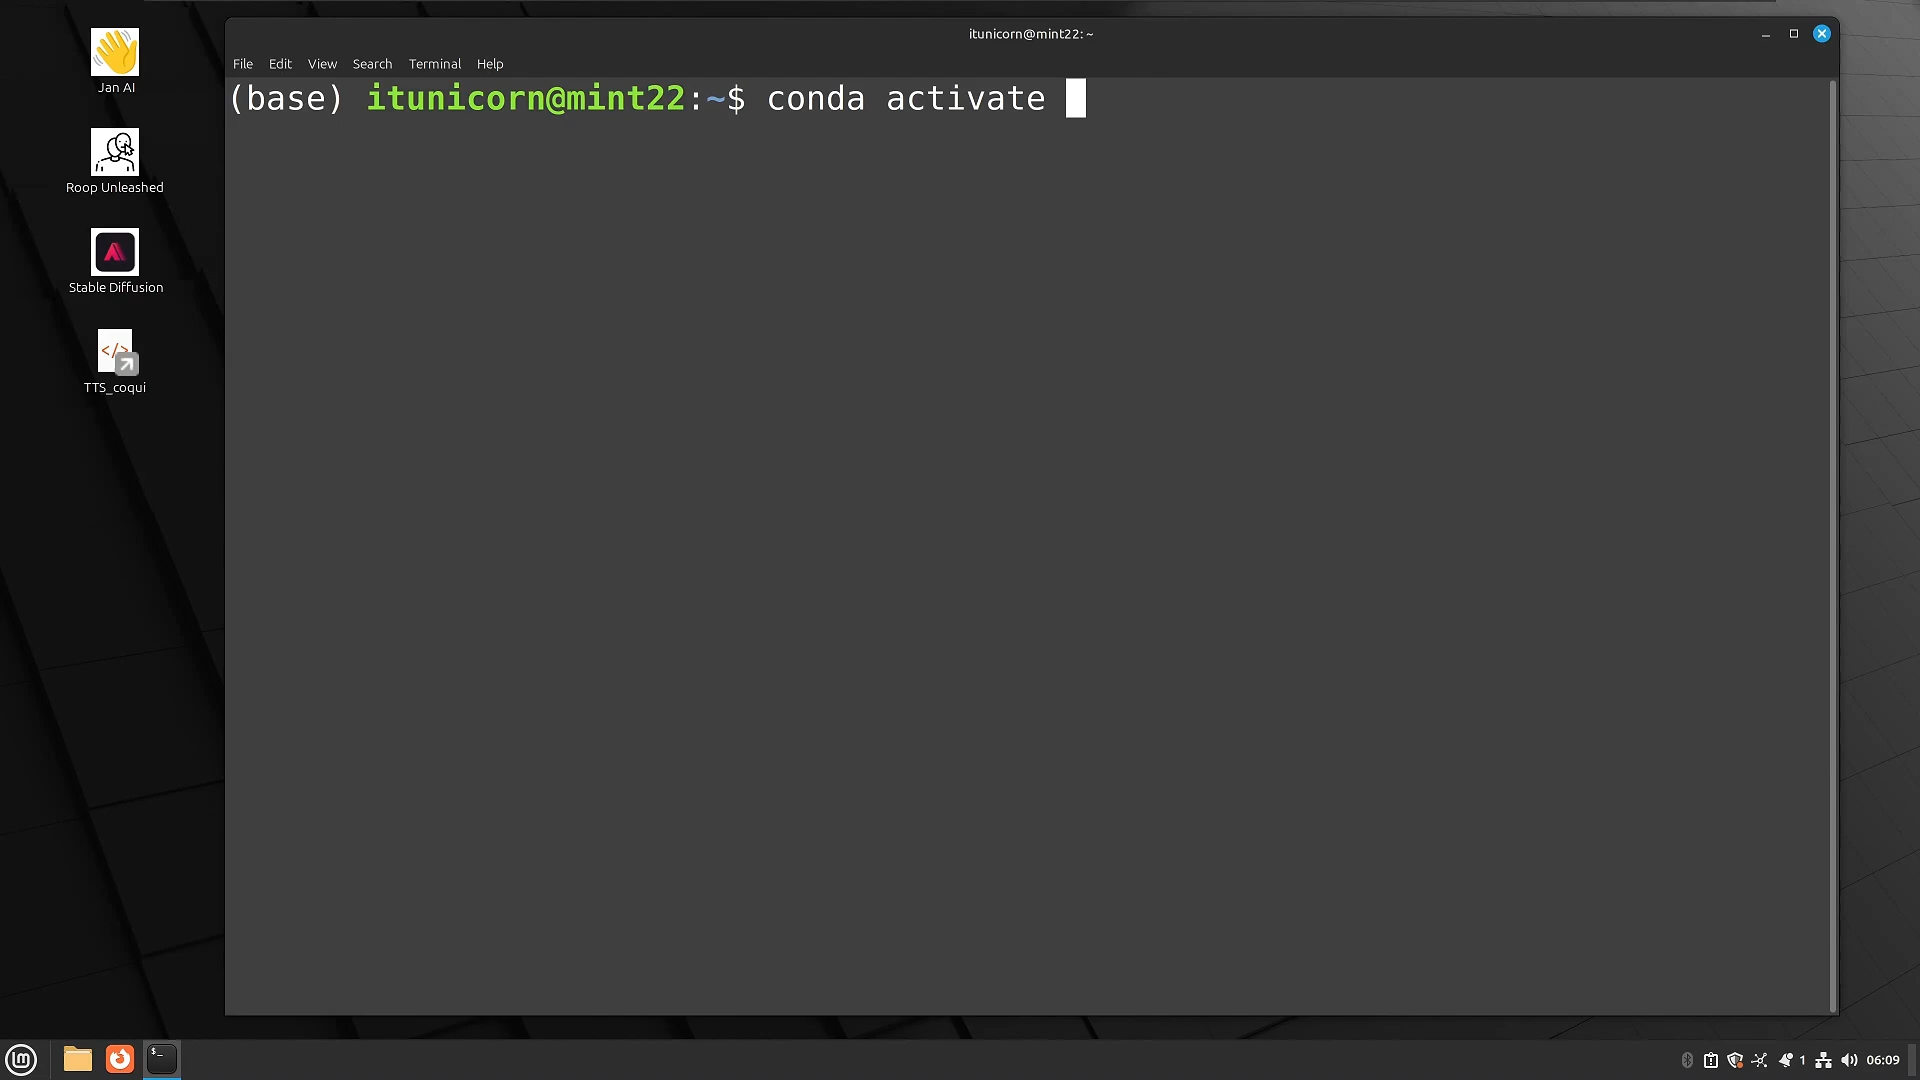 itunicorn@mint22: ~
File Edit View Search Terminal Help
(base) itunicorn@mint22:~$ conda activate
Jan AI
Roop Unleashed
Stable Diffusion
</>
TTS_coqui
lm
$_
1
06:09